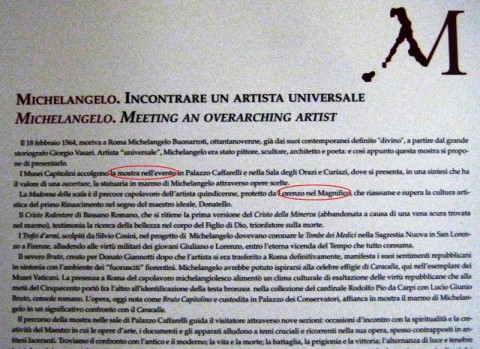 M
MICHELANGELO. INCONTRARE UN ARTISTA UNIVERSALE
MICHELANGELO. MEETING AN OVERARCHING ARTIST
Il 18 febbraio 1564, moriva a Roma Michelangelo Buonarroti, ottantanovenne, già dai suoi contemporanei definito "divino", a partire dal grande
storiografo Giorgio Vasari. Artista "universale", Michelangelo era stato pittore, scultore, architetto e poeta: e così appunto questa mostra si propo-
ne di presentarlo.
I Musei Capitolini accolgono la mostra nell'evento in Palazzo Caffarelli e nella Sala degli Orazi e Curiazi, dove si presenta, in una sintesi che ha
il valore di una ouverture, la statuaria in marmo di Michelangelo attraverso opere scelte.
La Madonna della scala è il precoce capolavoro dell'artista quindicenne, protetto da Lorenzo nel Magnifico, che riassume e supera la cultura artis-
tica del primo Rinascimento nel segno del maestro ideale, Donatello.
Il Cristo Redentore di Bassano Romano, che si ritiene la prima versione del Cristo della Minerva (abbandonata a causa di una vena scura trovata
nel marmo), testimonia la ricerca della bellezza nel corpo del Figlio di Dio, trionfatore sulla morte.
I Trofei d'armi, scolpiti da Silvio Cosini, nel progetto di Michelangelo dovevano coronare le Tombe dei Medici nella Sagrestia Nuova in San Loren-
zo a Firenze, alludendo alle virtù militari dei giovani Giuliano e Lorenzo, entro l'eterna vicenda del Tempo che tutto consuma.
Il severo Bruto, creato per Donato Giannotti dopo che l'artista si era trasferito a Roma definitivamente, manifesta i suoi sentimenti repubblicani
in sintonia con l'ambiente dei "fuorusciti" fiorentini. Michelangelo avrebbe potuto ispirarsi alla celebre effigie di Caracalla, qui nell'esemplare dei
Musei Vaticani. La presenza a Roma del capolavoro michelangiolesco alimentò un clima culturale di esaltazione delle virtù repubblicane che alla
metà del Cinquecento portò fra l'altro all'identificazione della testa bronzea nella collezione del cardinale Rodolfo Pio da Carpi con Lucio Giunio
Bruto, console romano. L'opera, oggi nota come Bruto Capitolino e custodita in Palazzo dei Conservatori, affianca in mostra il marmo di Michelan-
gelo in un significativo confronto con il Caracalla.
Il percorso della mostra nelle sale di Palazzo Caffarelli guida il visitatore attraverso nove sezioni: occasioni d'incontro con la spiritualità e la cre-
atività del Maestro in cui le opere d'arte, i documenti e gli apparati alludono a temi cruciali e ricorrenti nella sua opera, spesso contrapposti in an-
titesi laceranti. Troviamo il confronto con l'antico e il moderno; la vita e la morte; la battaglia, la prigionia e la vittoria; l'alternanza di luce e tenebre